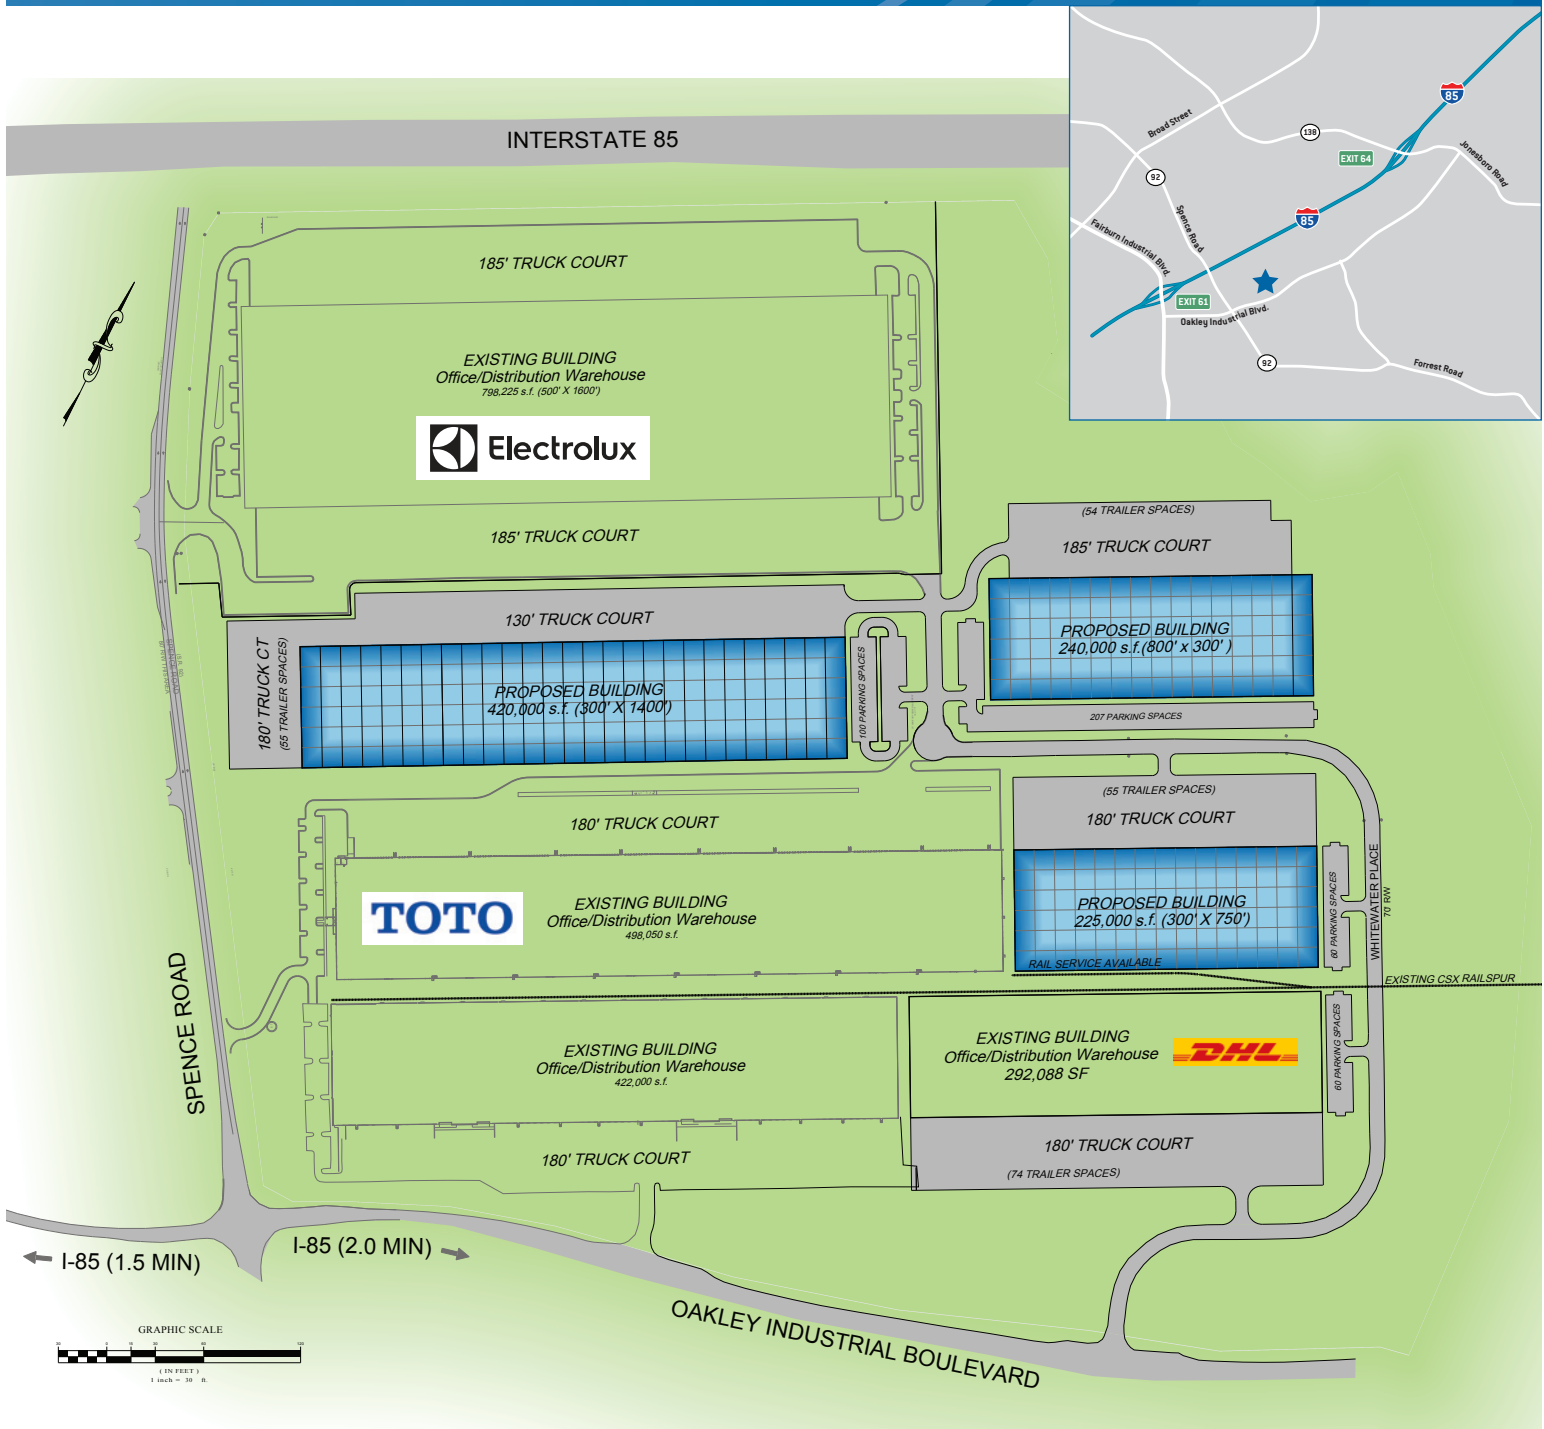 INTERSTATE 85
85
138
Broad Street
EXIT 64
Jonesboro Road
92
Spence Road
85
Fairburn Industrial Blvd.
EXIT 61
Oakley Industrial Blvd.
92
Forrest Road
185' TRUCK COURT
EXISTING BUILDING
Office/Distribution Warehouse
798,225 s.f. (500' X 1600')
Electrolux
185' TRUCK COURT
(54 TRAILER SPACES)
185' TRUCK COURT
130' TRUCK COURT
180' TRUCK CT
(55 TRAILER SPACES)
PROPOSED BUILDING
420,000 s.f. (300' X 1400')
100 PARKING SPACES
PROPOSED BUILDING
240,000 s.f.(800' x 300' )
207 PARKING SPACES
(55 TRAILER SPACES)
180' TRUCK COURT
180' TRUCK COURT
TOTO
EXISTING BUILDING
Office/Distribution Warehouse
498,050 s.f.
PROPOSED BUILDING
225,000 s.f. (300' X 750')
RAIL SERVICE AVAILABLE
60 PARKING SPACES
WHITEWATER PLACE
70' R/W
EXISTING CSX RAILSPUR
SPENCE ROAD
EXISTING BUILDING
Office/Distribution Warehouse
422,000 s.f.
EXISTING BUILDING
Office/Distribution Warehouse
292,088 SF
DHL
60 PARKING SPACES
180' TRUCK COURT
180' TRUCK COURT
(74 TRAILER SPACES)
I-85 (1.5 MIN)
I-85 (2.0 MIN)
OAKLEY INDUSTRIAL BOULEVARD
GRAPHIC SCALE
( IN FEET )
1 inch = 30 ft.